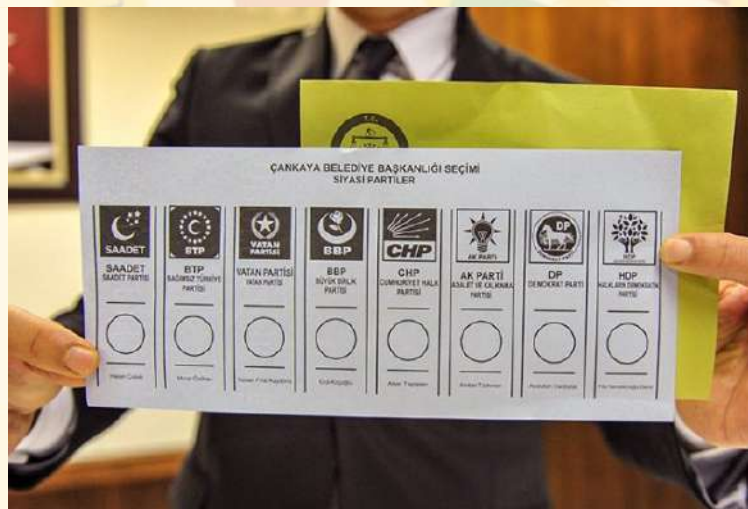 T.C.
ÇANKAYA BELEDİYE BAŞKANLIĞI SEÇİMİ
SİYASİ PARTİLER
SAADET
SAADET
SAADET PARTİSİ
BTP
BTP
BAĞIMSIZ TÜRKİYE
PARTİSİ
VATAN
PARTİSİ
VATAN PARTİSİ
VATAN PARTİSİ
BBP
BBP
BÜYÜK BİRLİK
PARTİSİ
CHP
CHP
CUMHURİYET HALK
PARTİSİ
AK PARTİ
AK PARTİ
ADALET VE KALKINMA
PARTİSİ
DP
DP
DEMOKRAT PARTİ
HDP
HDP
HALKLARIN DEMOKRATİK
PARTİSİ